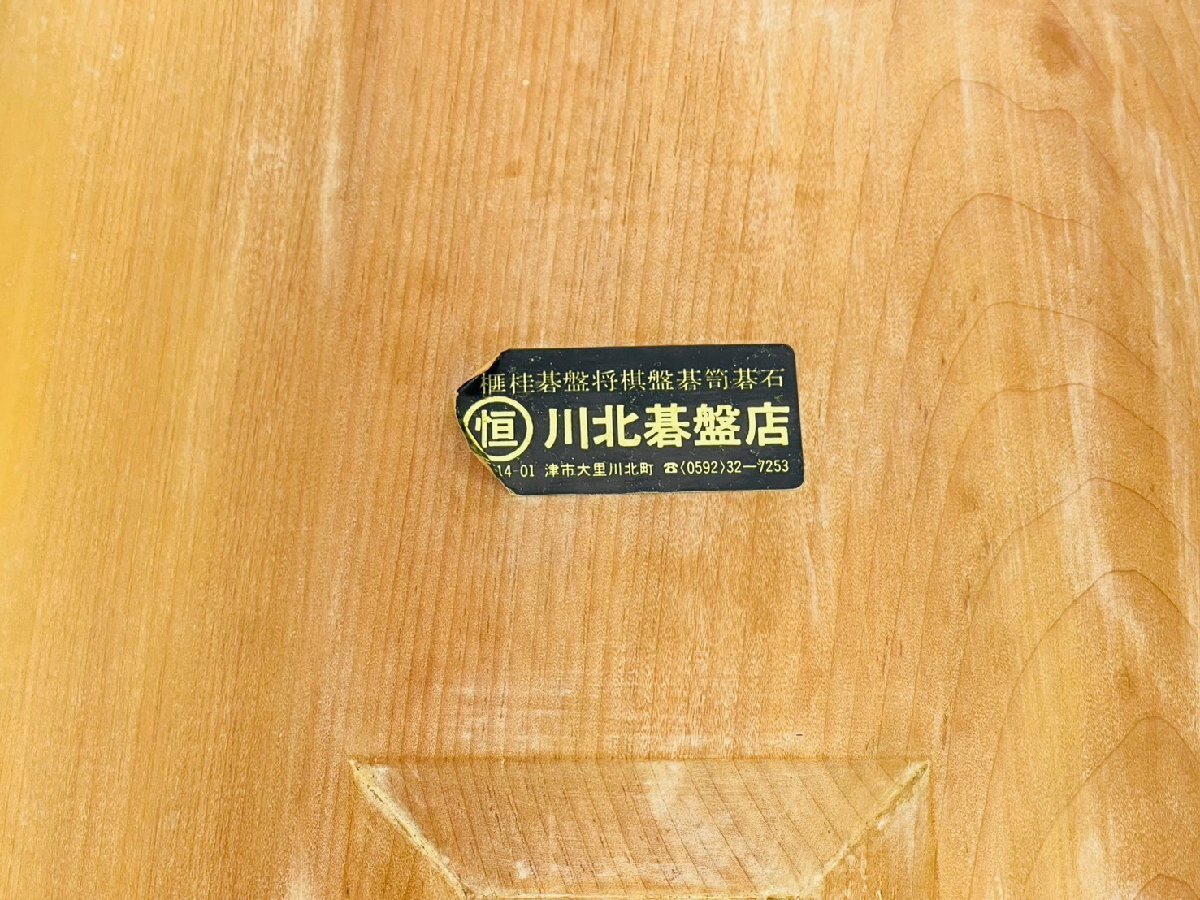 榧桂碁盤将棋盤碁笥碁石
恒 川北碁盤店
14-01 津市大里川北町 ☎(0592)32-7253